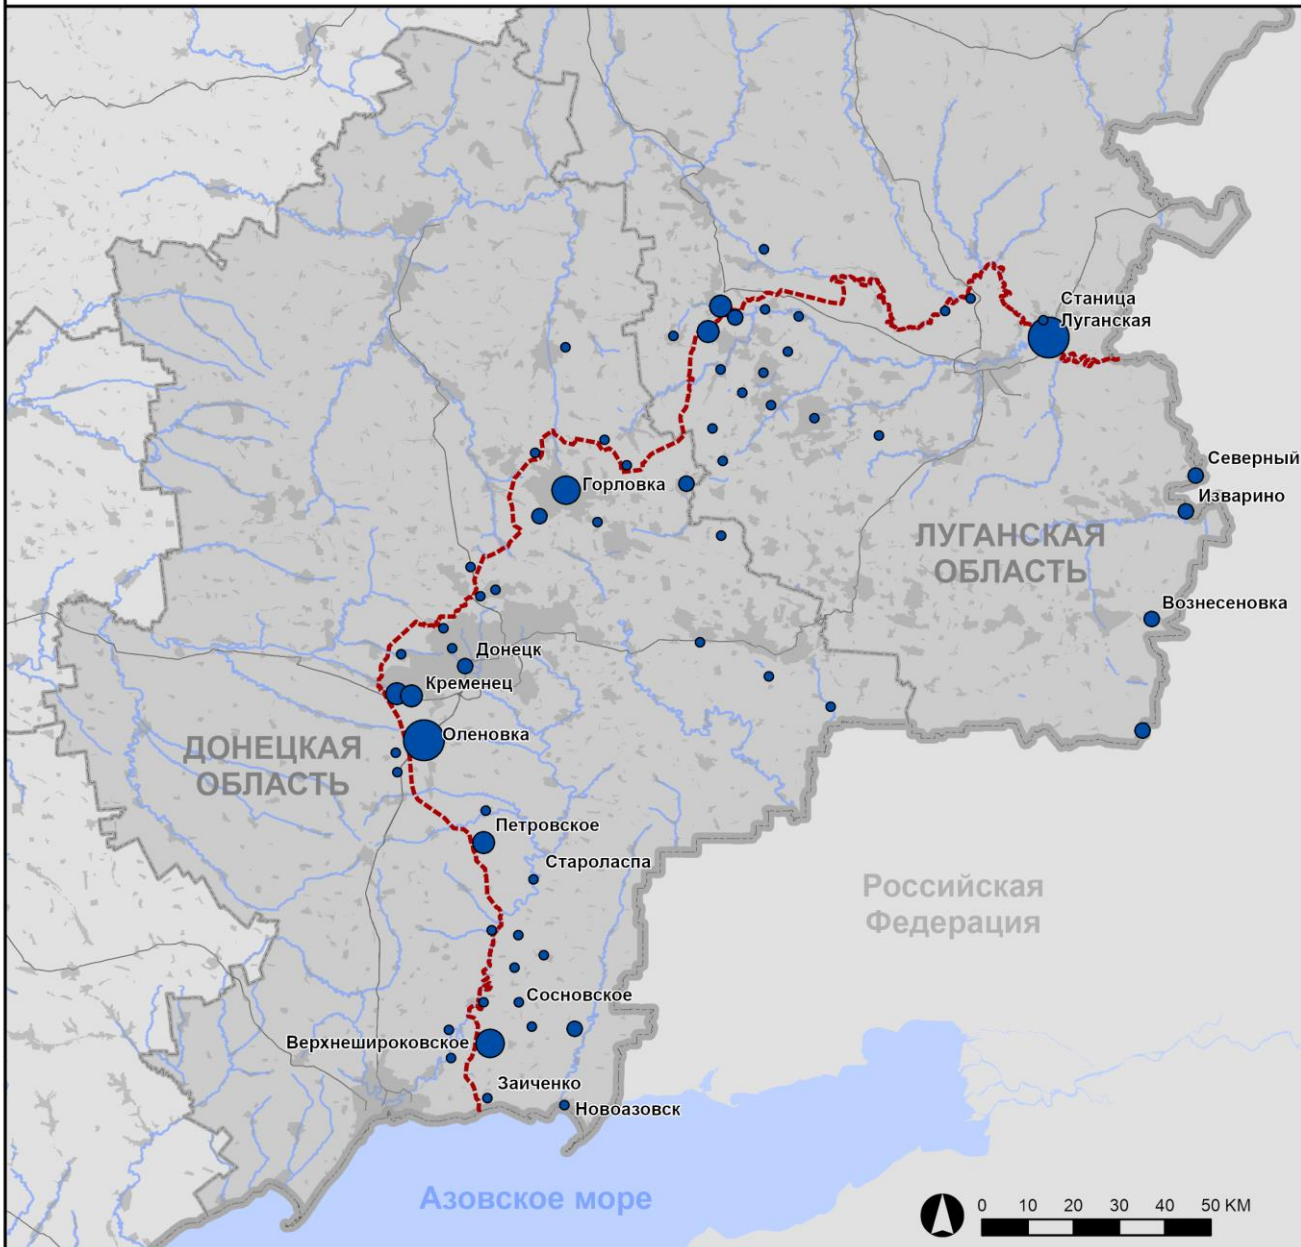 Станица
Луганская
Северный
Изварино
Горловка
ЛУГАНСКАЯ
ОБЛАСТЬ
Вознесеновка
Донецк
Кременец
Оленовка
ДОНЕЦКАЯ
ОБЛАСТЬ
Петровское
Староласпа
Российская
Федерация
Сосновское
Верхнешироковское
Заиченко
Новоазовск
Азовское море
0 10 20 30 40 50 KM